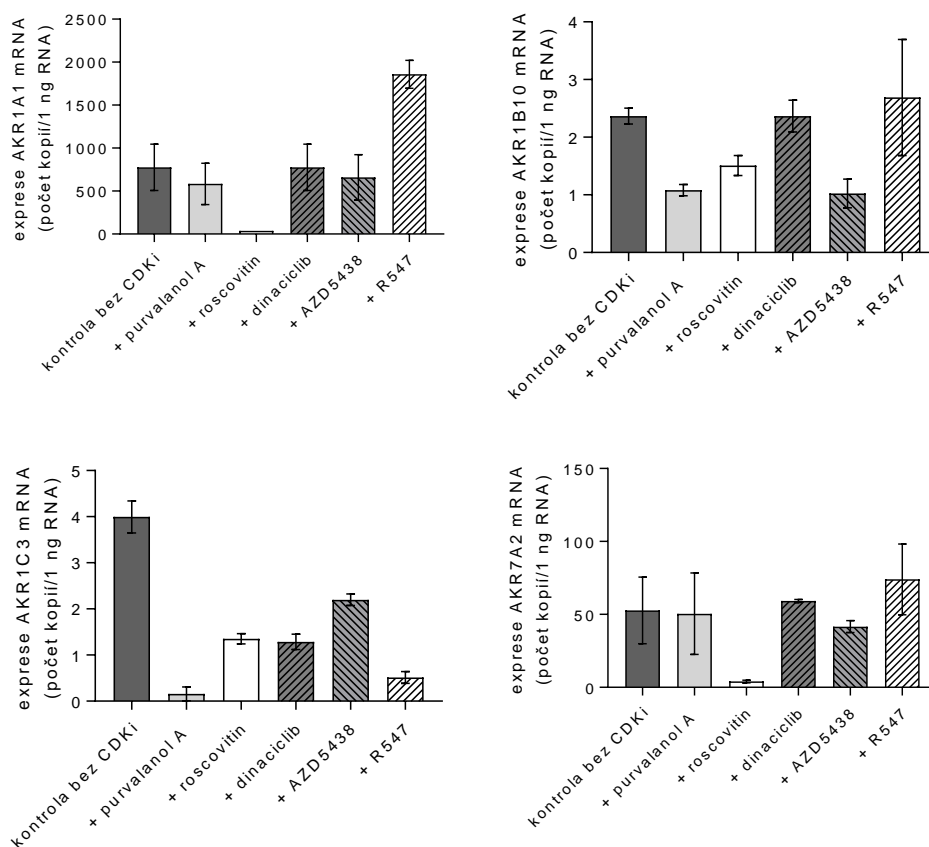 exprese AKR1A1 mRNA
(počet kopií/1 ng RNA)
2500
2000
1500
1000
500
0
kontrola bez CDKi
+ purvalanol A
+ roscovitin
+ dinaciclib
+ AZD5438
+ R547
exprese AKR1B10 mRNA
(počet kopií/1 ng RNA)
4
3
2
1
0
kontrola bez CDKi
+ purvalanol A
+ roscovitin
+ dinaciclib
+ AZD5438
+ R547
exprese AKR1C3 mRNA
(počet kopií/1 ng RNA)
5
4
3
2
1
0
kontrola bez CDKi
+ purvalanol A
+ roscovitin
+ dinaciclib
+ AZD5438
+ R547
exprese AKR7A2 mRNA
(počet kopií/1 ng RNA)
150
100
50
0
kontrola bez CDKi
+ purvalanol A
+ roscovitin
+ dinaciclib
+ AZD5438
+ R547